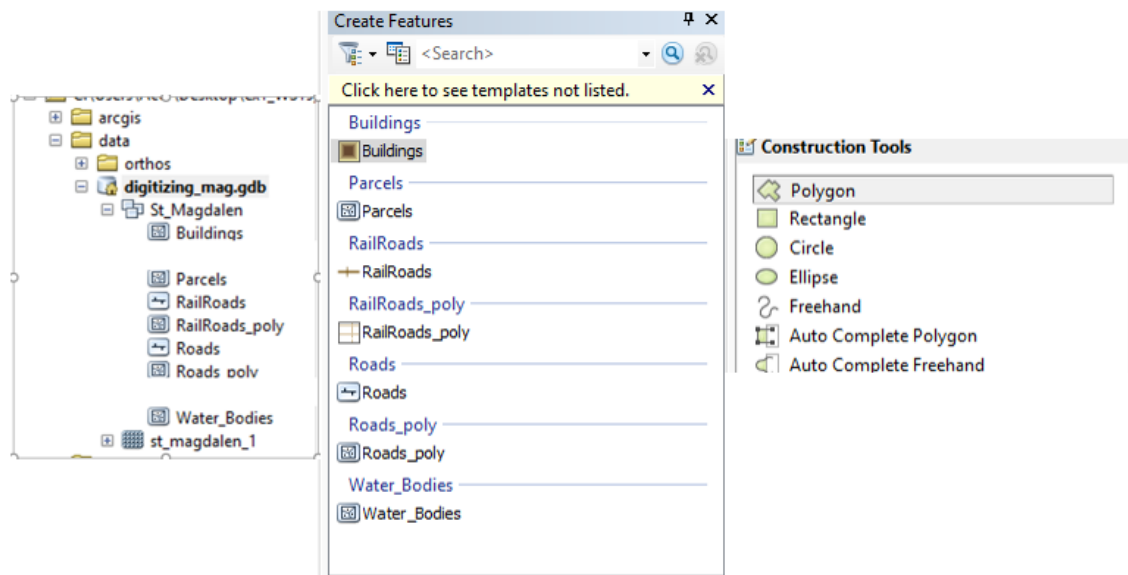 arcgis
data
orthos
digitizing_mag.gdb
St_Magdalen
Buildings
Parcels
RailRoads
RailRoads_poly
Roads
Roads_poly
Water_Bodies
st_magdalen_1
Create Features
<Search>
Click here to see templates not listed.
Buildings
Buildings
Parcels
Parcels
RailRoads
RailRoads
RailRoads_poly
RailRoads_poly
Roads
Roads
Roads_poly
Roads_poly
Water_Bodies
Water_Bodies
Construction Tools
Polygon
Rectangle
Circle
Ellipse
Freehand
Auto Complete Polygon
Auto Complete Freehand